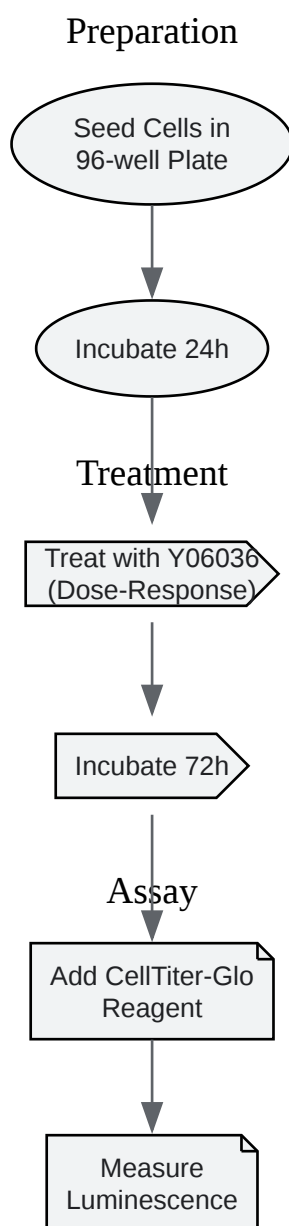 Preparation
Seed Cells in
96-well Plate
Incubate 24h
Treatment
Treat with Y06036
(Dose-Response)
Incubate 72h
Assay
Add CellTiter-Glo
Reagent
Measure
Luminescence